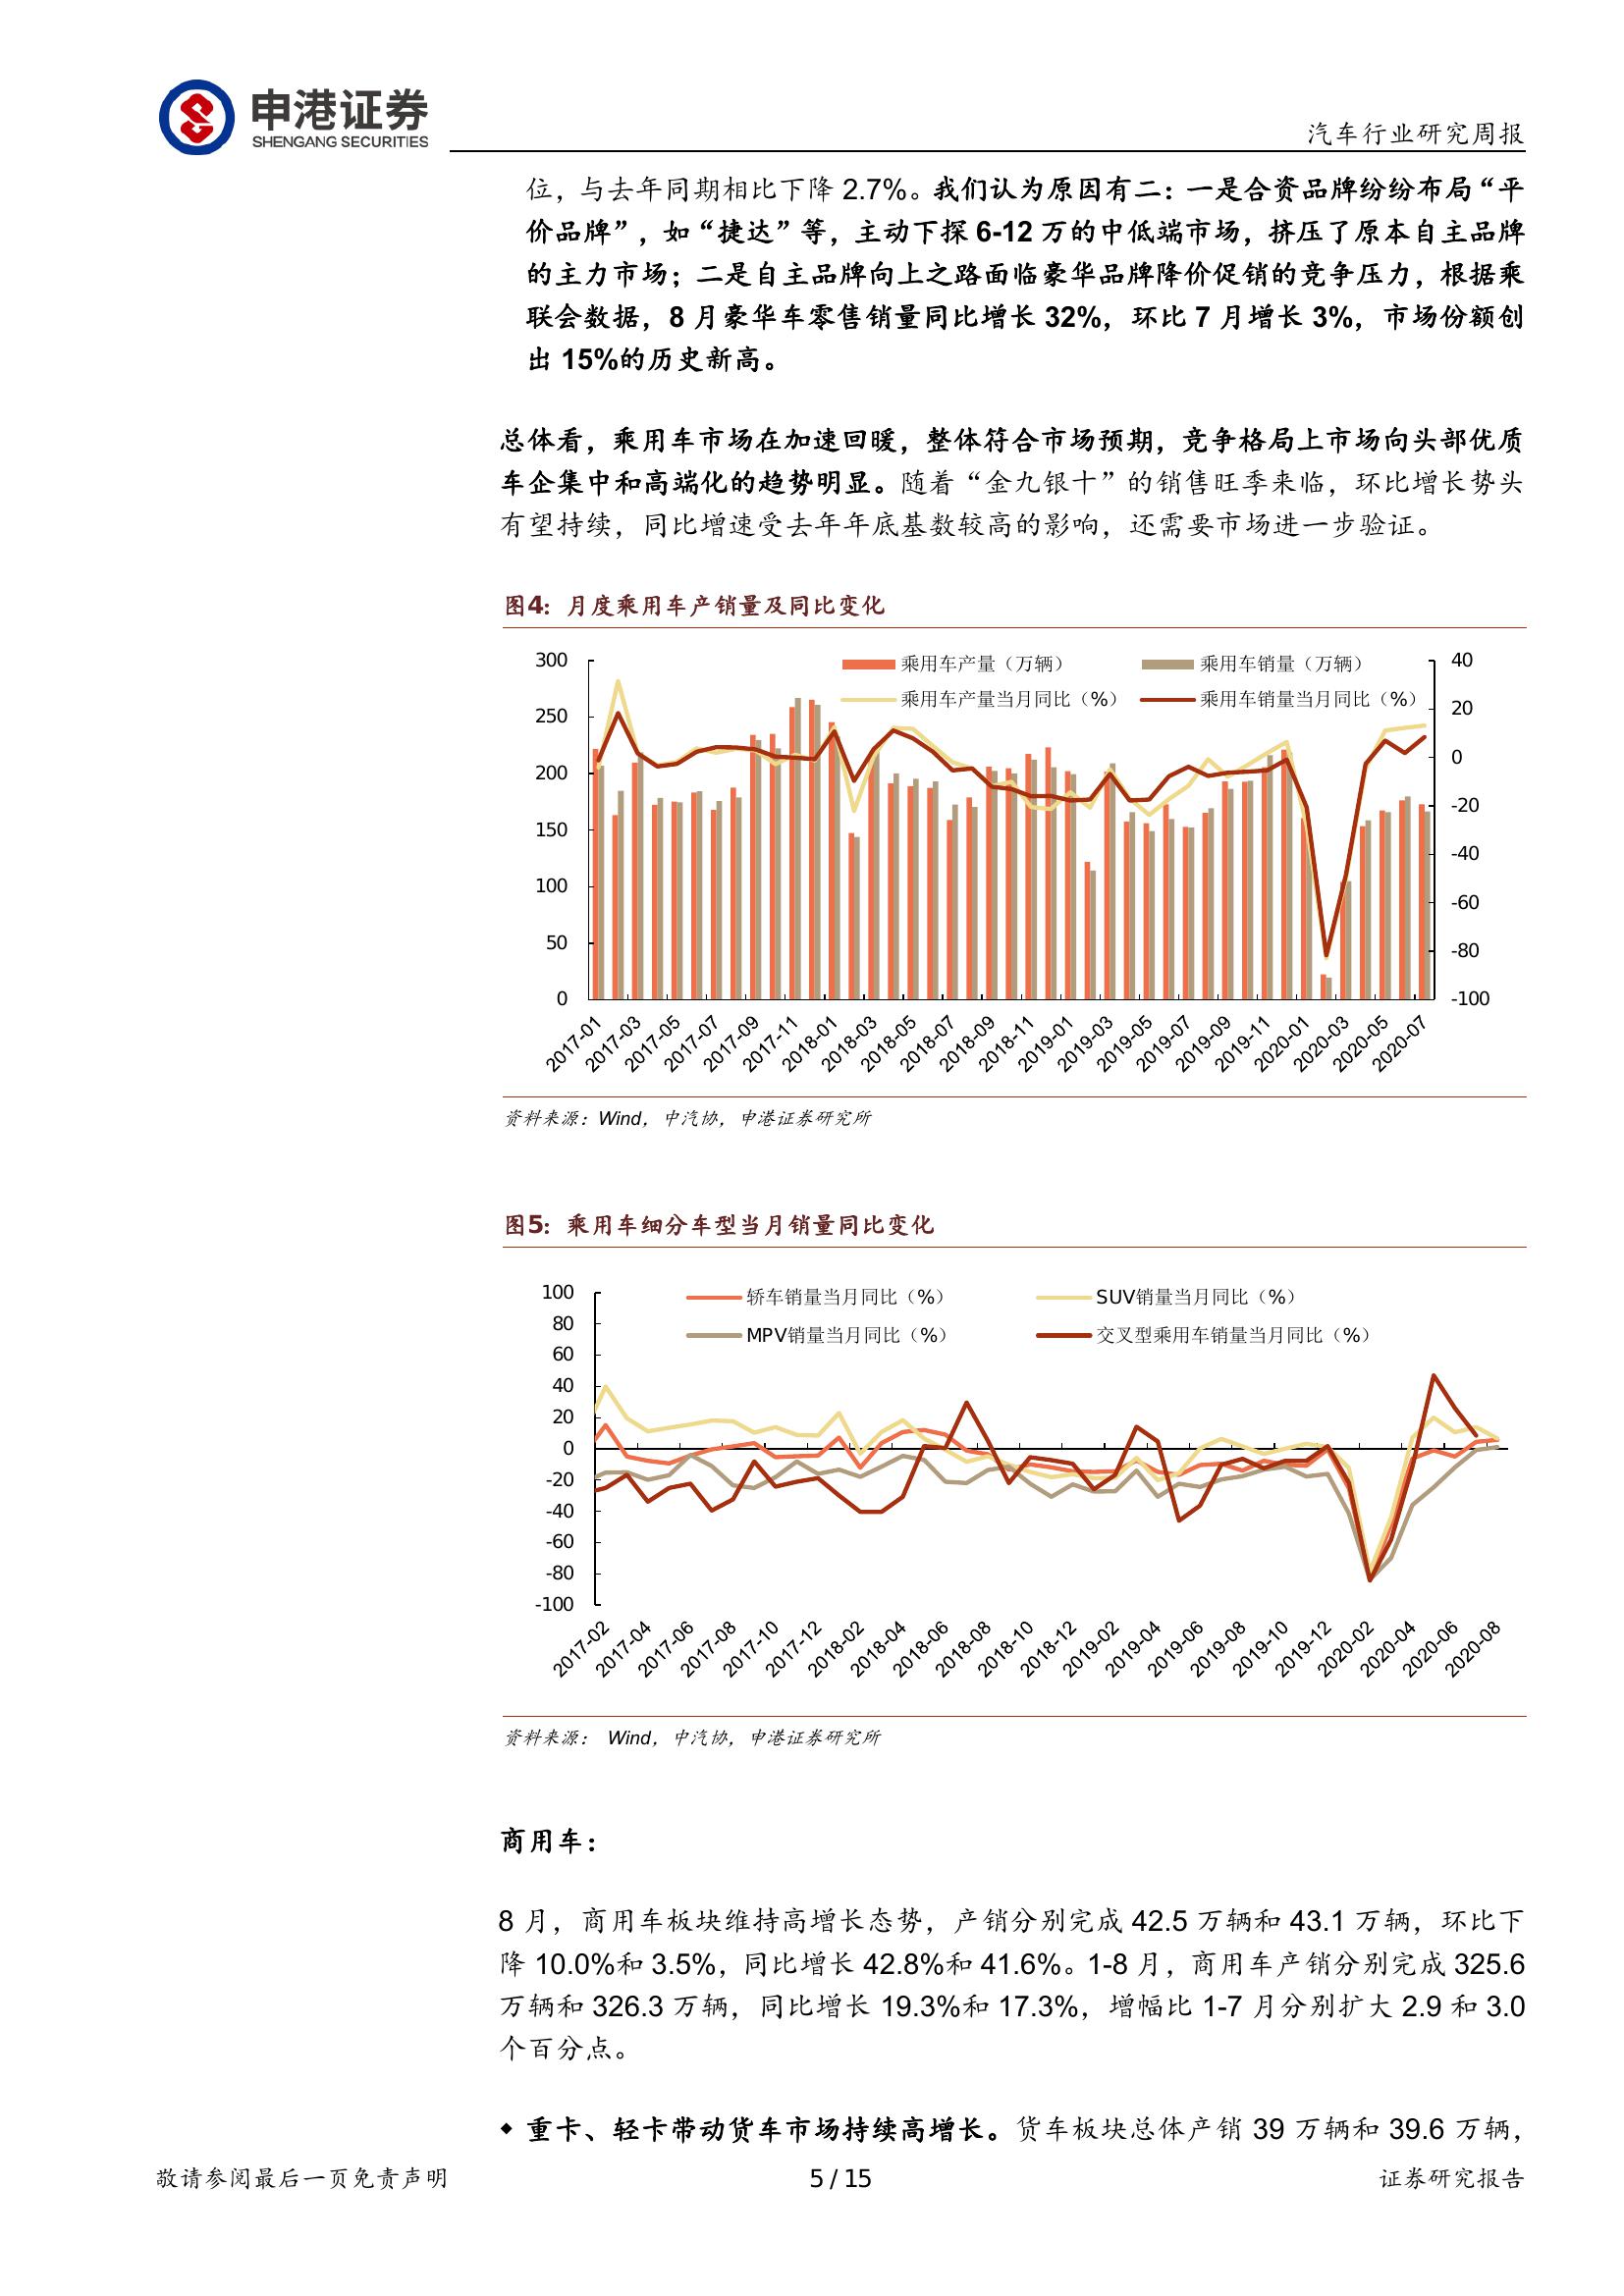 申港证券
SHENGANG SECURITIES
汽车行业研究周报
位，与去年同期相比下降 2.7%。我们认为原因有二：一是合资品牌纷纷布局“平
价品牌”，如“捷达”等，主动下探 6-12 万的中低端市场，挤压了原本自主品牌
的主力市场；二是自主品牌向上之路面临豪华品牌降价促销的竞争压力，根据乘
联会数据，8 月豪华车零售销量同比增长 32%，环比 7 月增长 3%，市场份额创
出 15%的历史新高。
总体看，乘用车市场在加速回暖，整体符合市场预期，竞争格局上市场向头部优质
车企集中和高端化的趋势明显。随着“金九银十”的销售旺季来临，环比增长势头
有望持续，同比增速受去年年底基数较高的影响，还需要市场进一步验证。
图4：月度乘用车产销量及同比变化
乘用车产量（万辆）
乘用车销量（万辆）
乘用车产量当月同比（%）
乘用车销量当月同比（%）
300
250
200
150
100
50
0
40
20
0
-20
-40
-60
-80
-100
2017-01
2017-03
2017-05
2017-07
2017-09
2017-11
2018-01
2018-03
2018-05
2018-07
2018-09
2018-11
2019-01
2019-03
2019-05
2019-07
2019-09
2019-11
2020-01
2020-03
2020-05
2020-07
资料来源：Wind，中汽协，申港证券研究所
图5：乘用车细分车型当月销量同比变化
轿车销量当月同比（%）
SUV销量当月同比（%）
MPV销量当月同比（%）
交叉型乘用车销量当月同比（%）
100
80
60
40
20
0
-20
-40
-60
-80
-100
2017-02
2017-04
2017-06
2017-08
2017-10
2017-12
2018-02
2018-04
2018-06
2018-08
2018-10
2018-12
2019-02
2019-04
2019-06
2019-08
2019-10
2019-12
2020-02
2020-04
2020-06
2020-08
资料来源： Wind，中汽协，申港证券研究所
商用车：
8 月，商用车板块维持高增长态势，产销分别完成 42.5 万辆和 43.1 万辆，环比下
降 10.0%和 3.5%，同比增长 42.8%和 41.6%。1-8 月，商用车产销分别完成 325.6
万辆和 326.3 万辆，同比增长 19.3%和 17.3%，增幅比 1-7 月分别扩大 2.9 和 3.0
个百分点。
◆ 重卡、轻卡带动货车市场持续高增长。货车板块总体产销 39 万辆和 39.6 万辆，
敬请参阅最后一页免责声明
5 / 15
证券研究报告